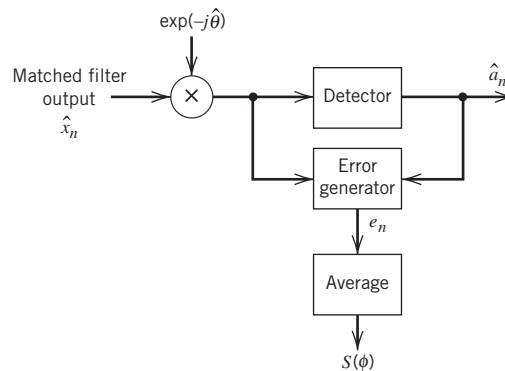 exp(−jθ̂)
Matched filter
output
x̂ₙ
×
Detector
âₙ
Error
generator
eₙ
Average
S(ϕ)